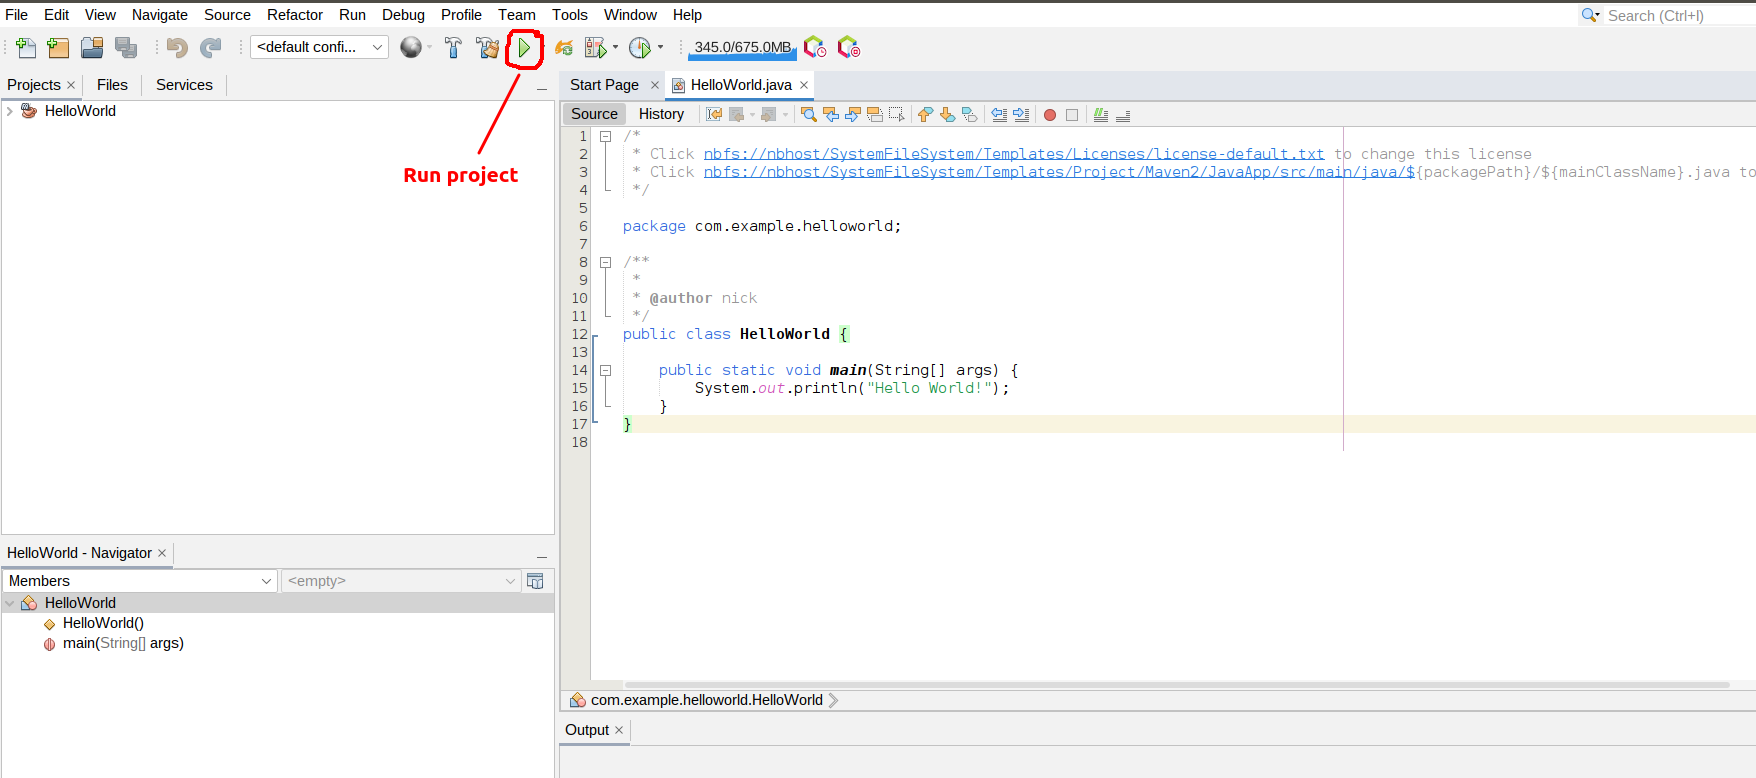 File Edit View Navigate Source Refactor Run Debug Profile Team Tools Window Help
Search (Ctrl+I)
<default confi...
345.0/675.0MB
Projects Files Services
Start Page HelloWorld.java
HelloWorld
Source History
Run project
1 /*
2 * Click nbfs://nbhost/SystemFileSystem/Templates/Licenses/license-default.txt to change this license
3 * Click nbfs://nbhost/SystemFileSystem/Templates/Project/Maven2/JavaApp/src/main/java/${packagePath}/${mainClassName}.java to
4 */
5
6 package com.example.helloworld;
7
8 /**
9 *
10 * @author nick
11 */
12 public class HelloWorld {
13
14 public static void main(String[] args) {
15 System.out.println("Hello World!");
16 }
17 }
18
HelloWorld - Navigator
Members <empty>
HelloWorld
HelloWorld()
main(String[] args)
com.example.helloworld.HelloWorld
Output